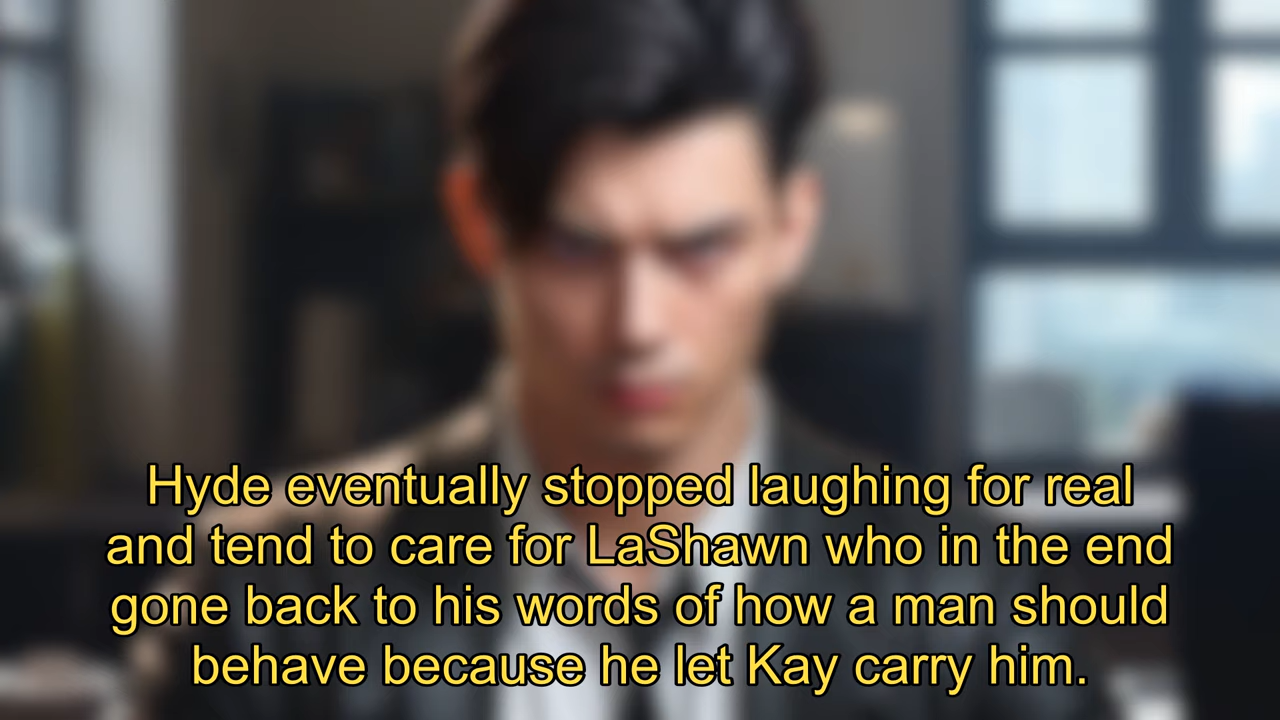 Hyde eventually stopped laughing for real
and tend to care for LaShawn who in the end
gone back to his words of how a man should
behave because he let Kay carry him.